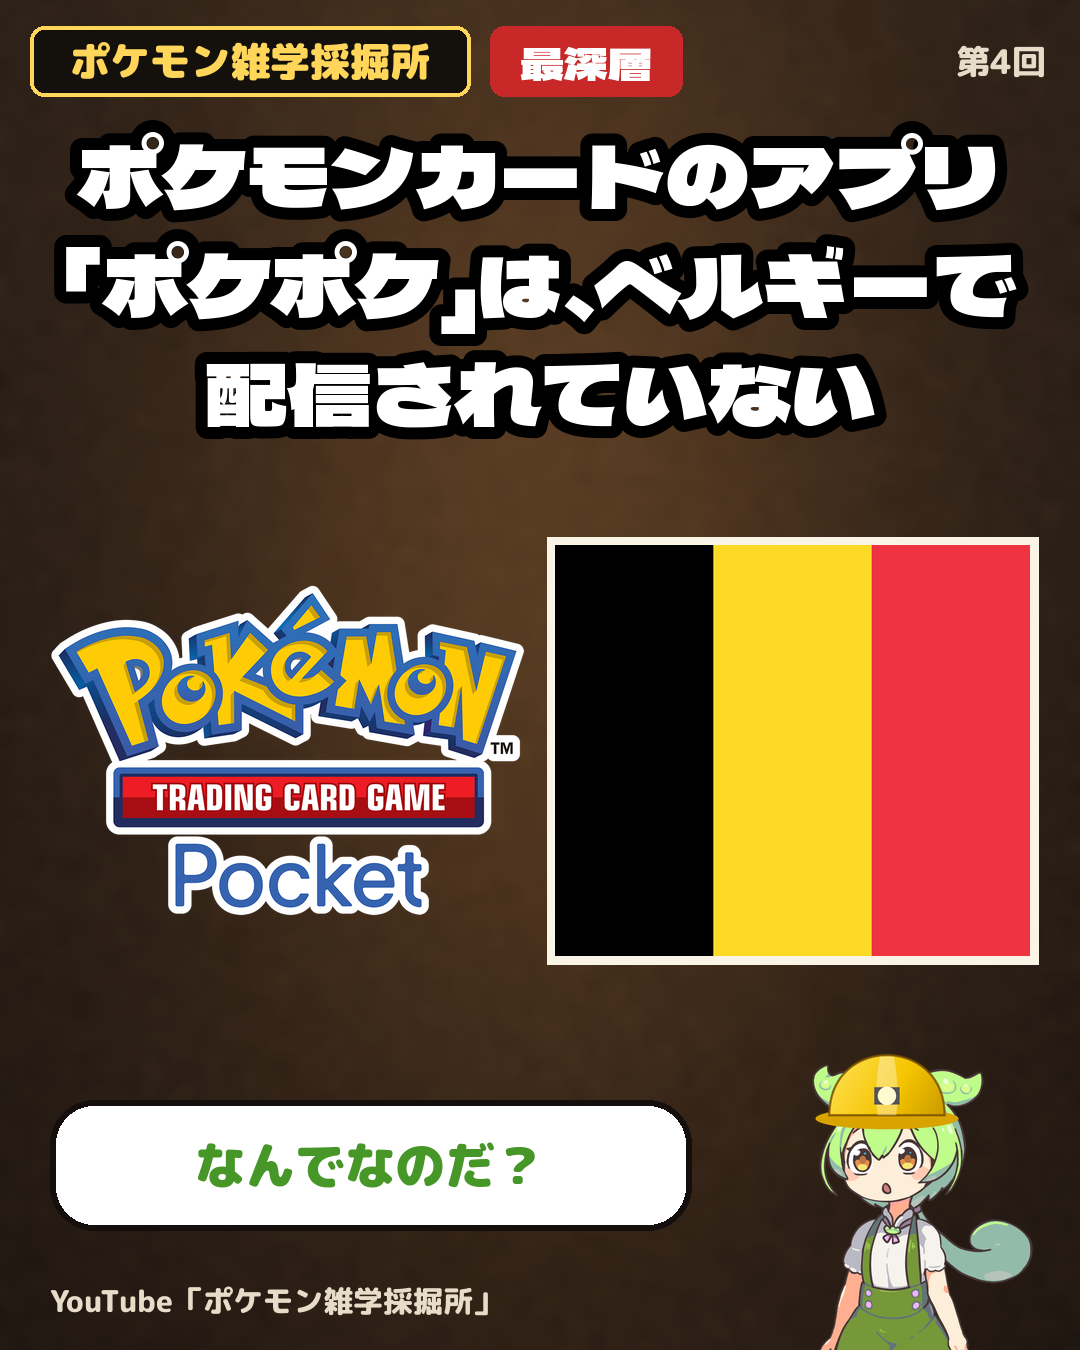 ポケモン雑学採掘所
最深層
第4回
ポケモンカードのアプリ
「ポケポケ」は、ベルギーで
配信されていない
POKéMON
TM
TRADING CARD GAME
Pocket
なんでなのだ？
YouTube「ポケモン雑学採掘所」